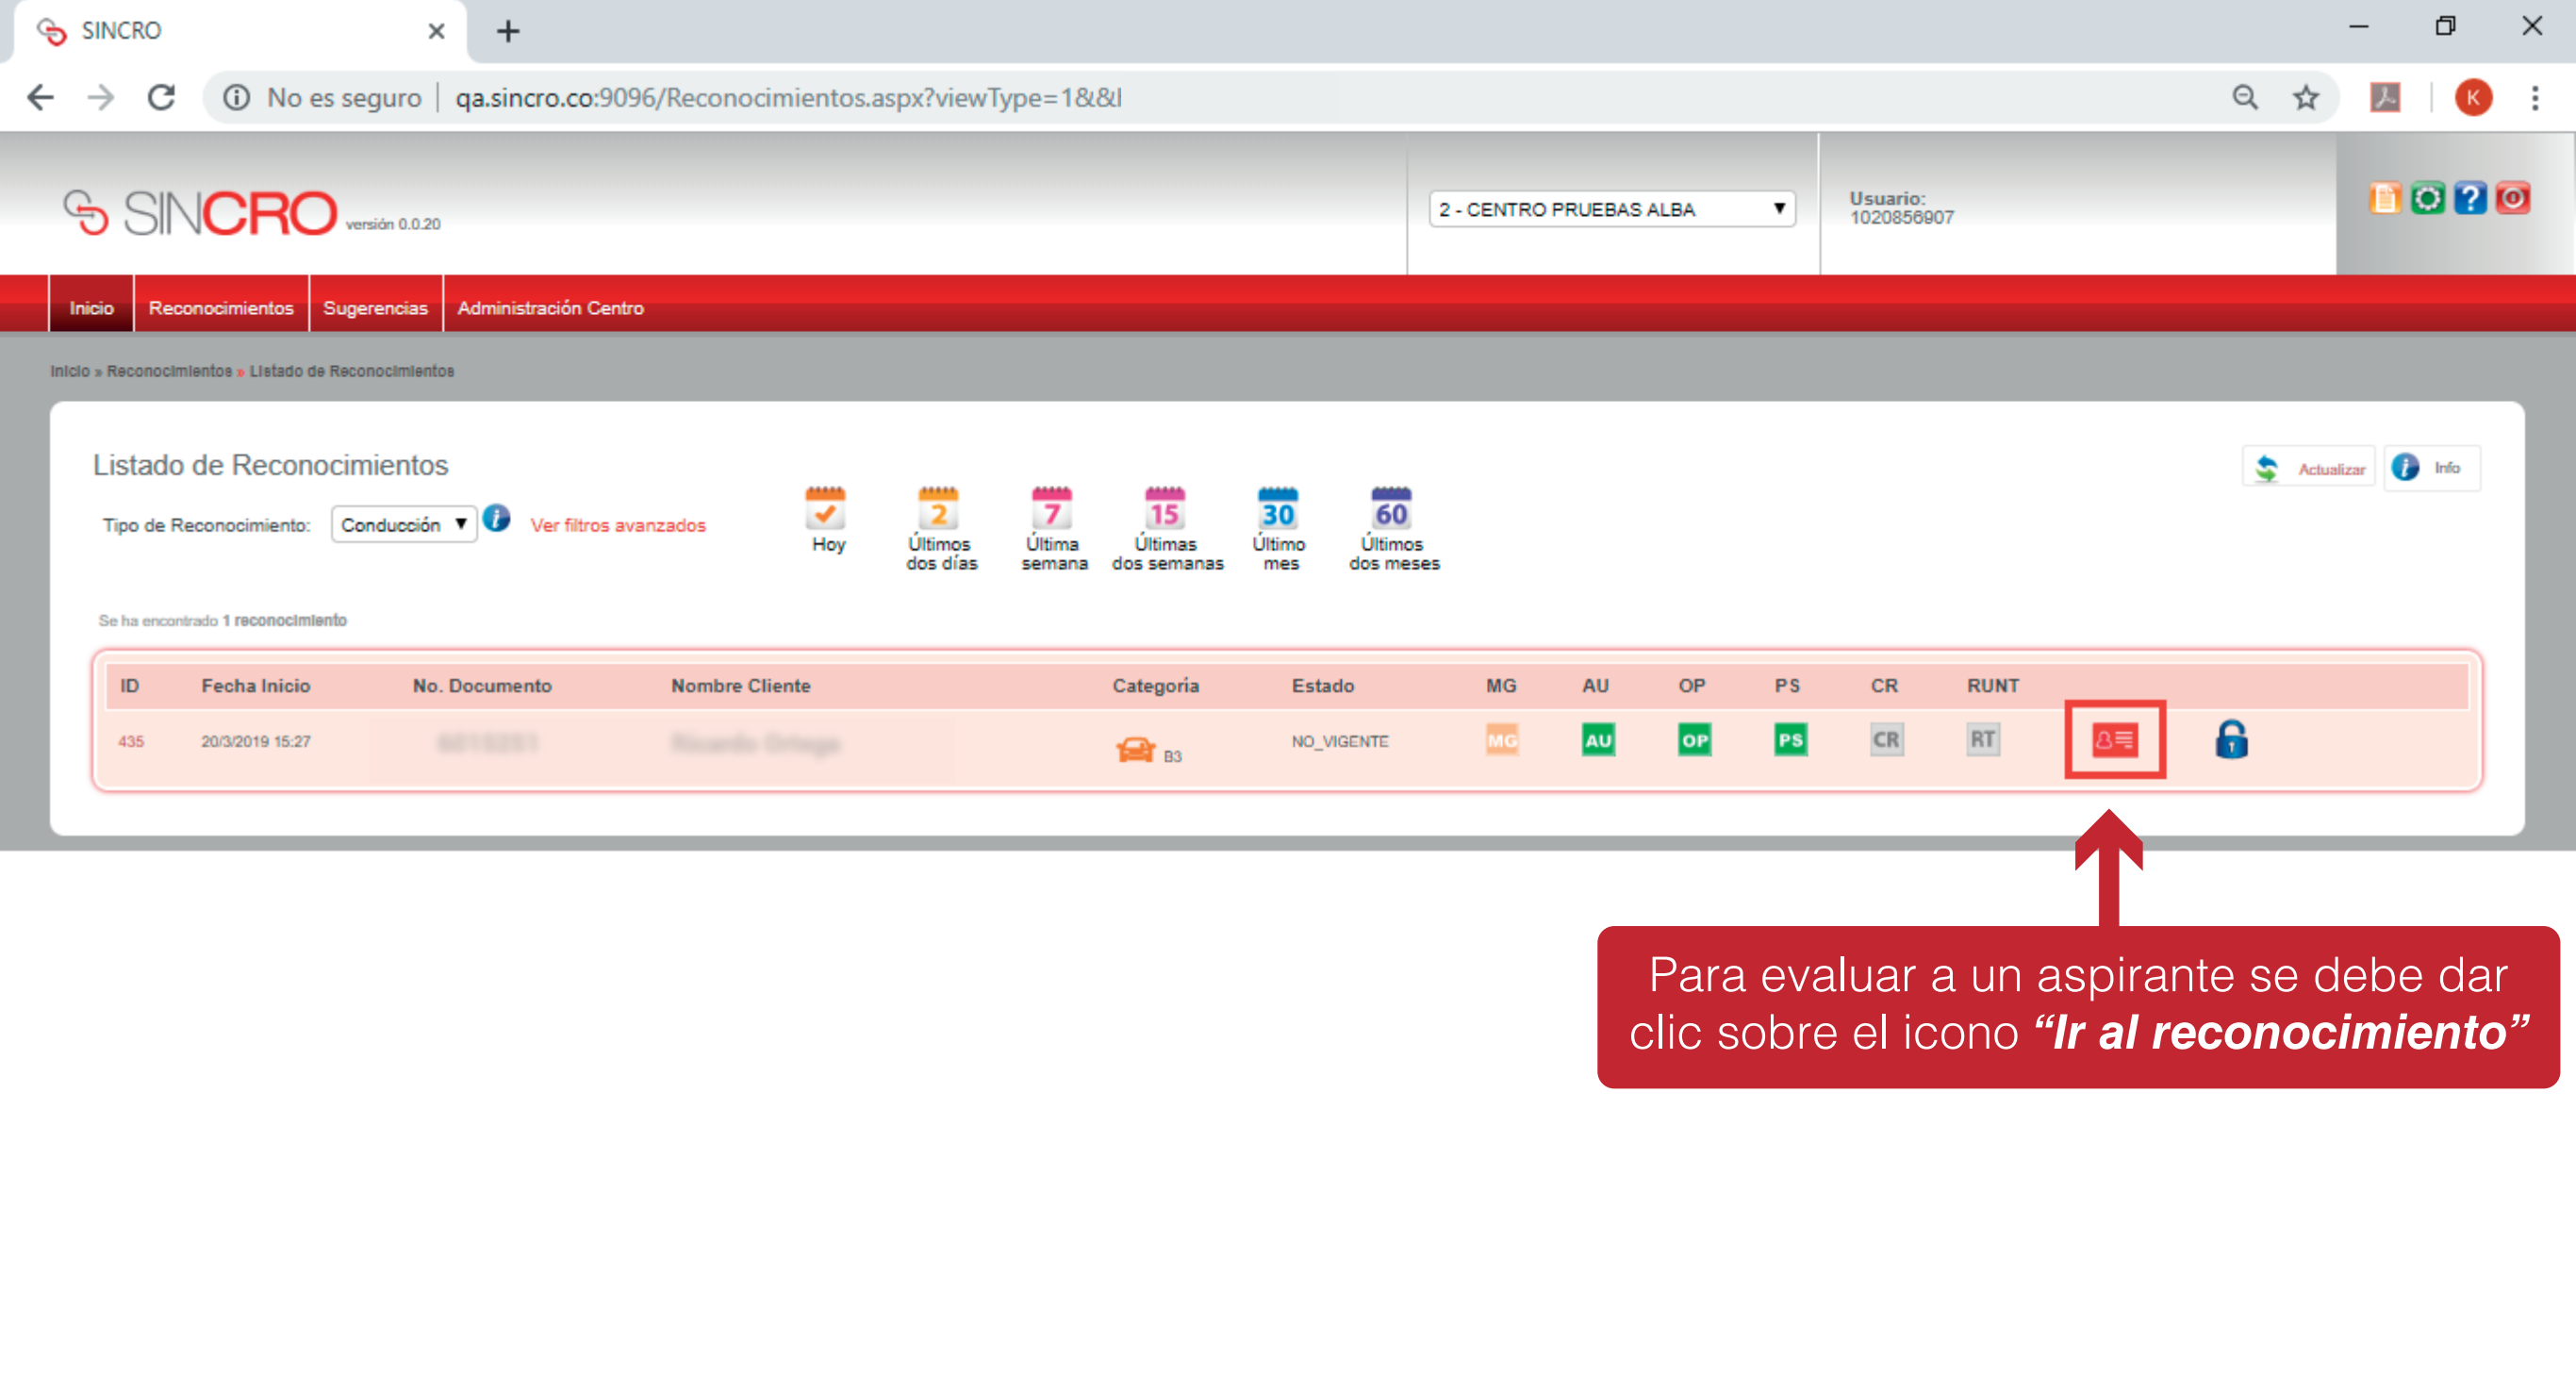 SINCRO
No es seguro | qa.sincro.co:9096/Reconocimientos.aspx?viewType=1&&I
K
SINCRO versión 0.0.20
2 - CENTRO PRUEBAS ALBA
Usuario:
1020856907
Inicio Reconocimientos Sugerencias Administración Centro
Inicio » Reconocimientos » Listado de Reconocimientos
Listado de Reconocimientos
Actualizar Info
Tipo de Reconocimiento: Conducción Ver filtros avanzados
2 7 15 30 60
Hoy Últimos dos días Última semana Últimas dos semanas Último mes Últimos dos meses
Se ha encontrado 1 reconocimiento
ID Fecha Inicio No. Documento Nombre Cliente Categoría Estado MG AU OP PS CR RUNT
435 20/3/2019 15:27 B3 NO_VIGENTE MG AU OP PS CR RT
Para evaluar a un aspirante se debe dar
clic sobre el icono “Ir al reconocimiento”